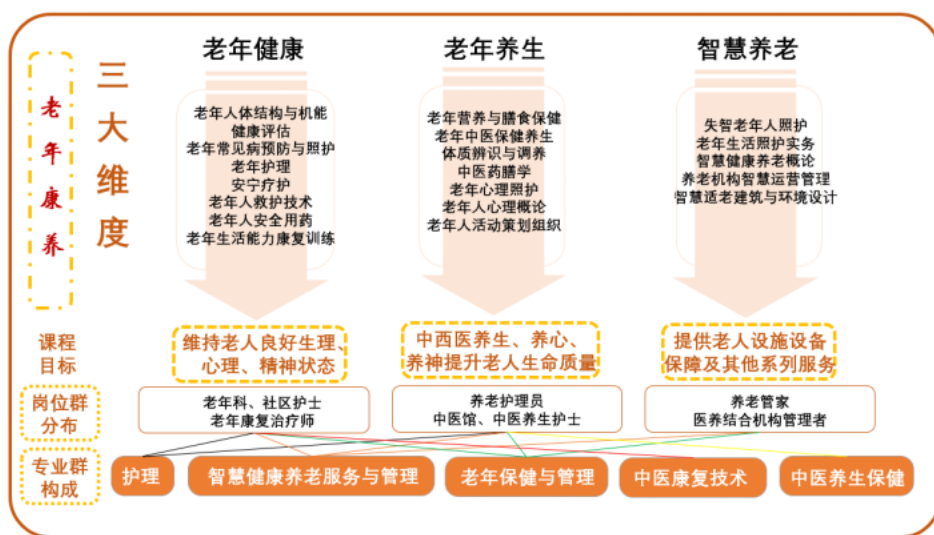 老年康养
三大维度
老年健康
老年人体结构与机能
健康评估
老年常见病预防与照护
老年护理
安宁疗护
老年人救护技术
老年人安全用药
老年生活能力康复训练
老年养生
老年营养与膳食保健
老年中医保健养生
体质辨识与调养
中医药膳学
老年心理照护
老年人心理概论
老年人活动策划组织
智慧养老
失智老年人照护
老年生活照护实务
智慧健康养老概论
养老机构智慧运营管理
智慧适老建筑与环境设计
课程
目标
维持老人良好生理、
心理、精神状态
中西医养生、养心、
养神提升老人生命质量
提供老人设施设备
保障及其他系列服务
岗位群
分布
老年科、社区护士
老年康复治疗师
养老护理员
中医馆、中医养生护士
养老管家
医养结合机构管理者
专业群
构成
护理
智慧健康养老服务与管理
老年保健与管理
中医康复技术
中医养生保健